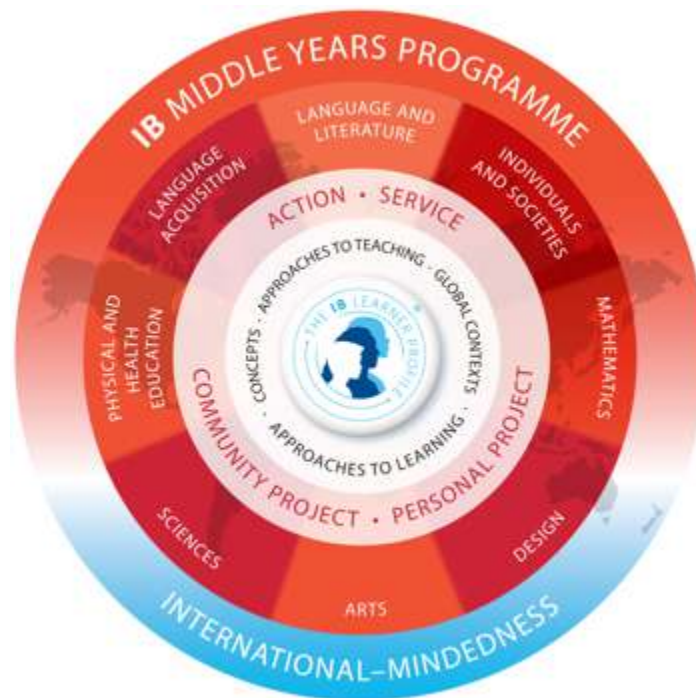 IB MIDDLE YEARS PROGRAMME
LANGUAGE AND
LITERATURE
INDIVIDUALS
AND SOCIETIES
MATHEMATICS
DESIGN
ARTS
SCIENCES
PHYSICAL AND
HEALTH
EDUCATION
LANGUAGE
ACQUISITION
ACTION • SERVICE
PERSONAL PROJECT •
COMMUNITY PROJECT
APPROACHES TO TEACHING - GLOBAL CONTEXTS
· APPROACHES TO LEARNING ·
CONCEPTS ·
THE IB LEARNER PROFILE
®
INTERNATIONAL–MINDEDNESS